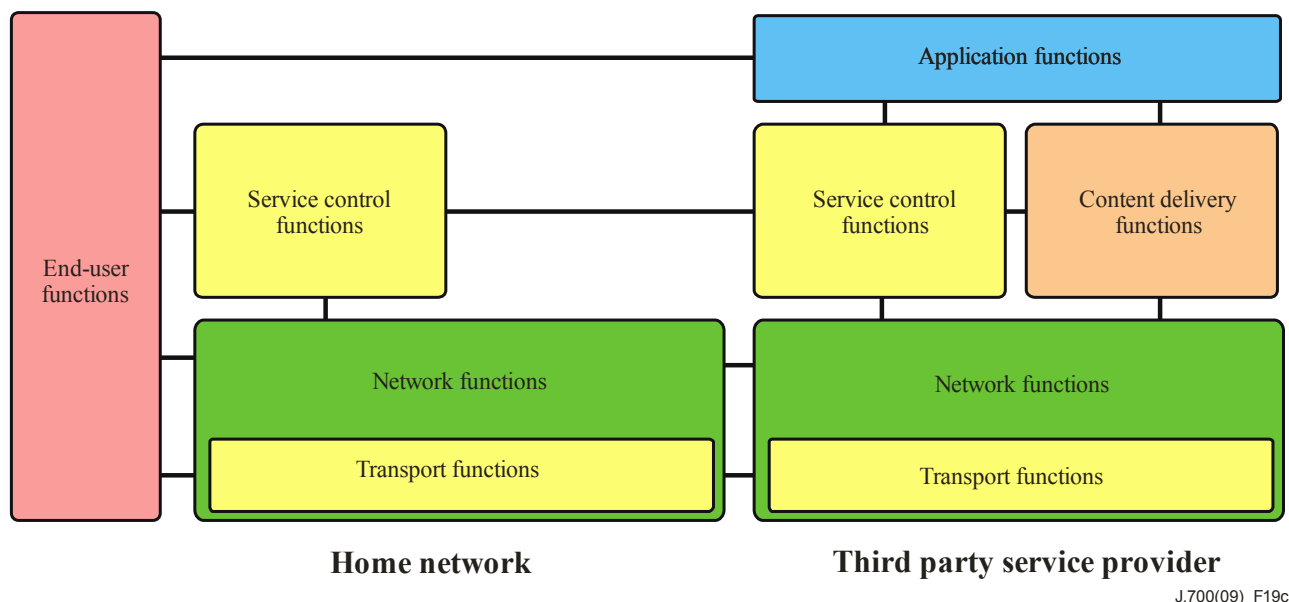 Application functions
Service control
functions
Service control
functions
Content delivery
functions
End-user
functions
Network functions
Network functions
Transport functions
Transport functions
Home network
Third party service provider
J.700(09)_F19c